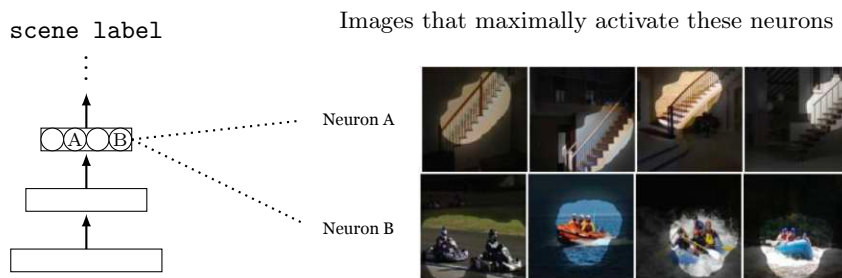 Images that maximally activate these neurons
scene label
Neuron A
A
B
Neuron B